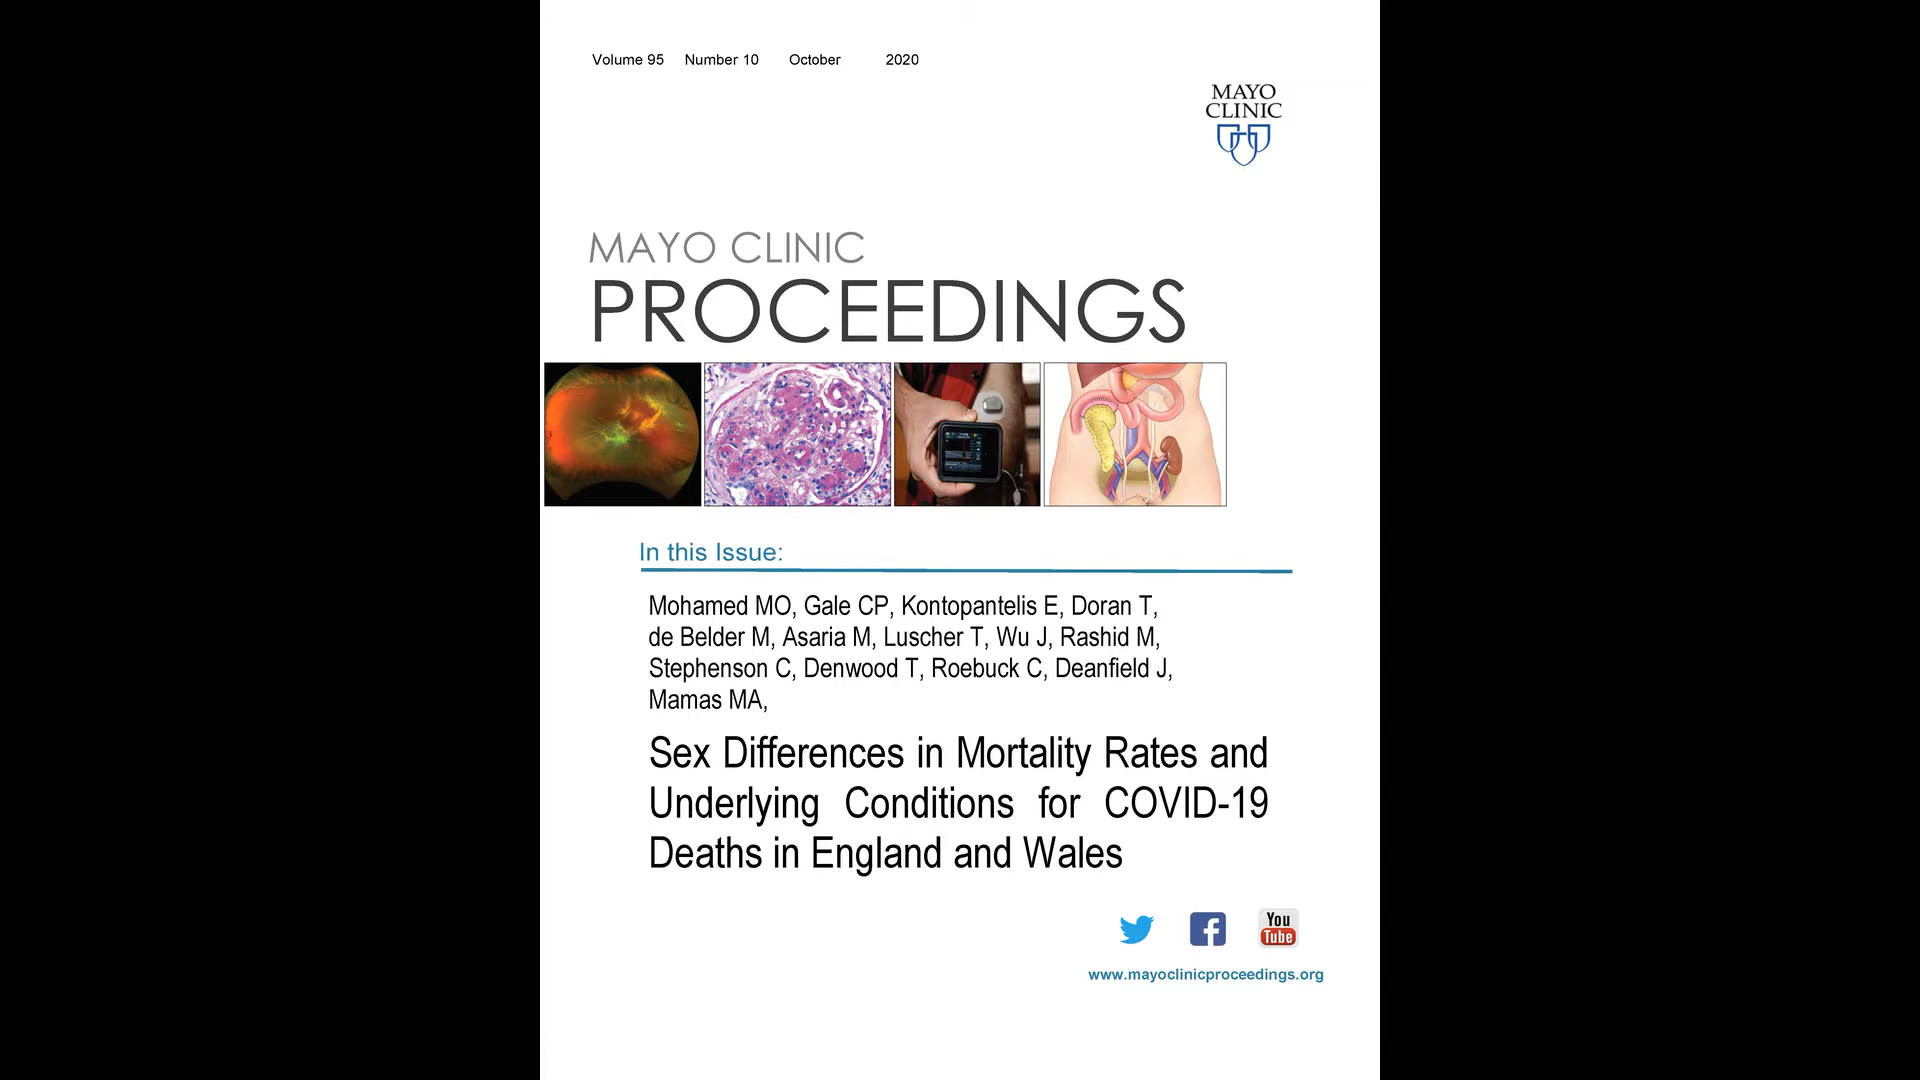 Volume 95 Number 10 October 2020
MAYO
CLINIC
MAYO CLINIC
PROCEEDINGS
In this Issue:
Mohamed MO, Gale CP, Kontopantelis E, Doran T,
de Belder M, Asaria M, Luscher T, Wu J, Rashid M,
Stephenson C, Denwood T, Roebuck C, Deanfield J,
Mamas MA,
Sex Differences in Mortality Rates and
Underlying Conditions for COVID-19
Deaths in England and Wales
You
Tube
www.mayoclinicproceedings.org